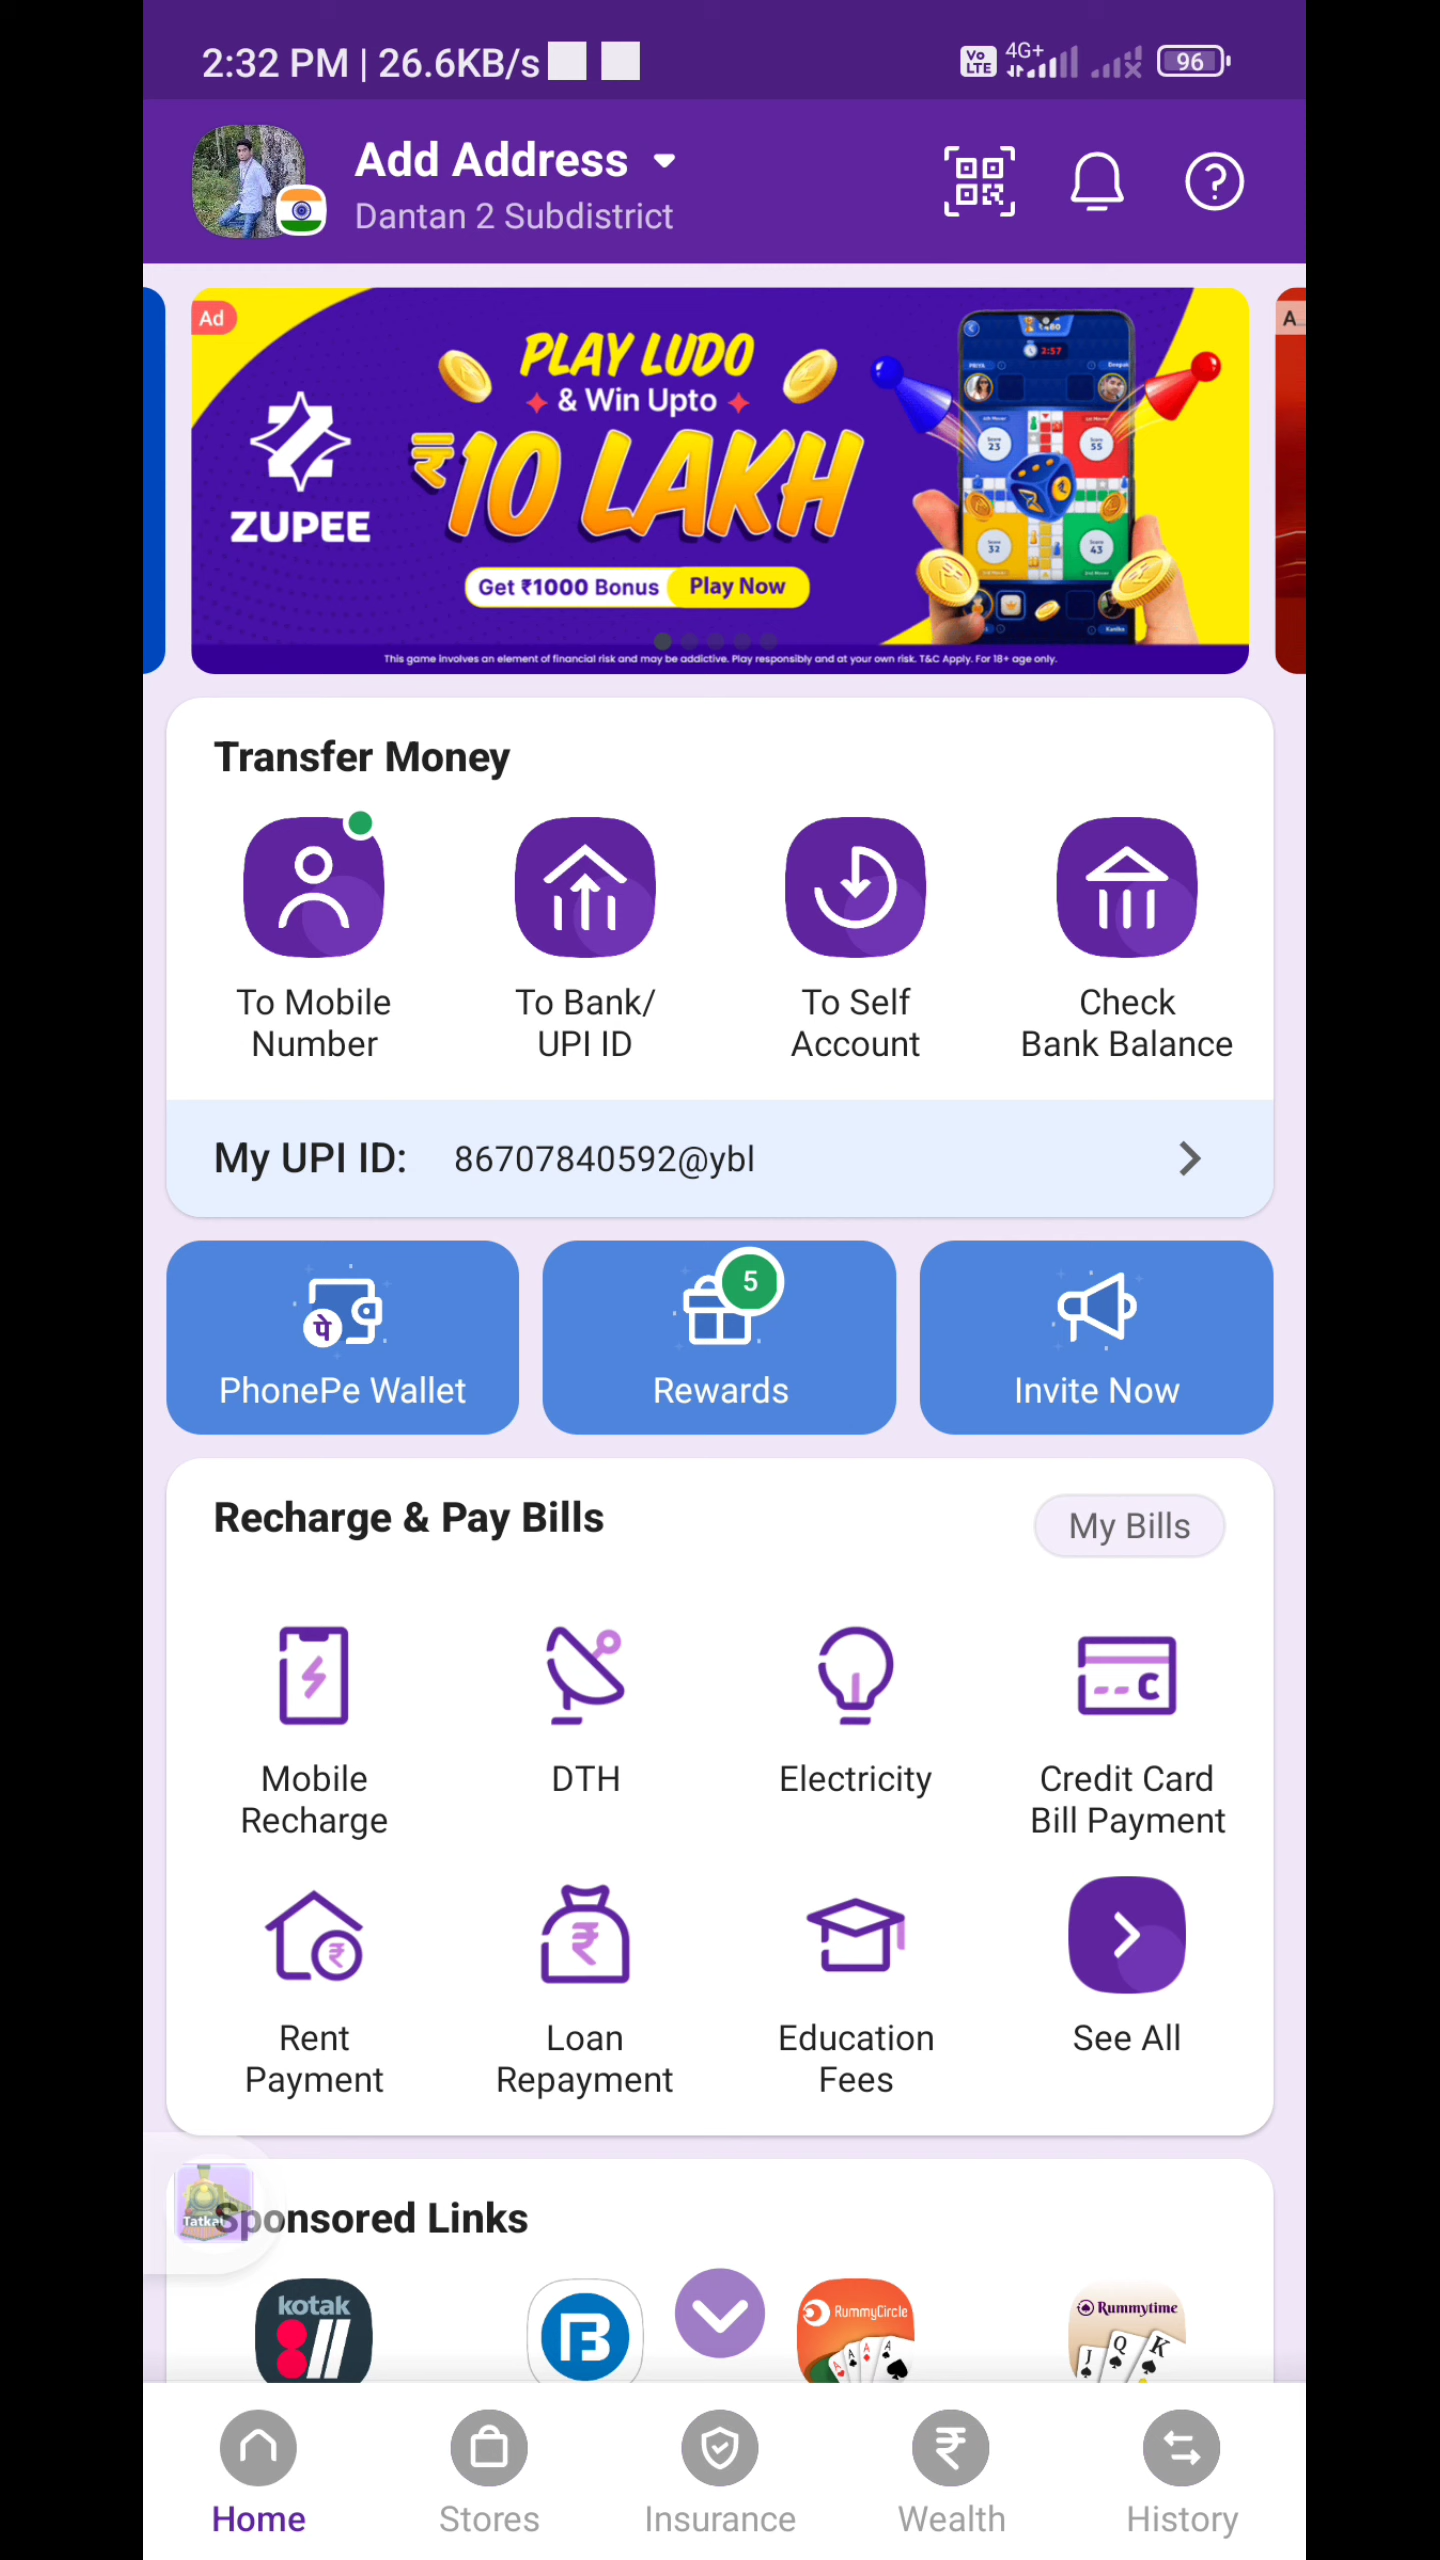 2:32 PM | 26.6KB/s
Vo LTE
4G+
96
Add Address
Dantan 2 Subdistrict
Ad
PLAY LUDO
& Win Upto
₹10 LAKH
ZUPEE
Get ₹1000 Bonus Play Now
This game involves an element of financial risk and may be addictive. Play responsibly and at your own risk. T&C Apply. For 18+ age only.
Transfer Money
To Mobile Number
To Bank/ UPI ID
To Self Account
Check Bank Balance
My UPI ID: 86707840592@ybl
पे
5
PhonePe Wallet
Rewards
Invite Now
Recharge & Pay Bills
My Bills
Mobile Recharge
DTH
Electricity
Credit Card Bill Payment
Rent Payment
Loan Repayment
Education Fees
See All
Tatkal
Sponsored Links
kotak
811
B
RummyCircle
Rummytime
J Q K
Home
Stores
Insurance
Wealth
History